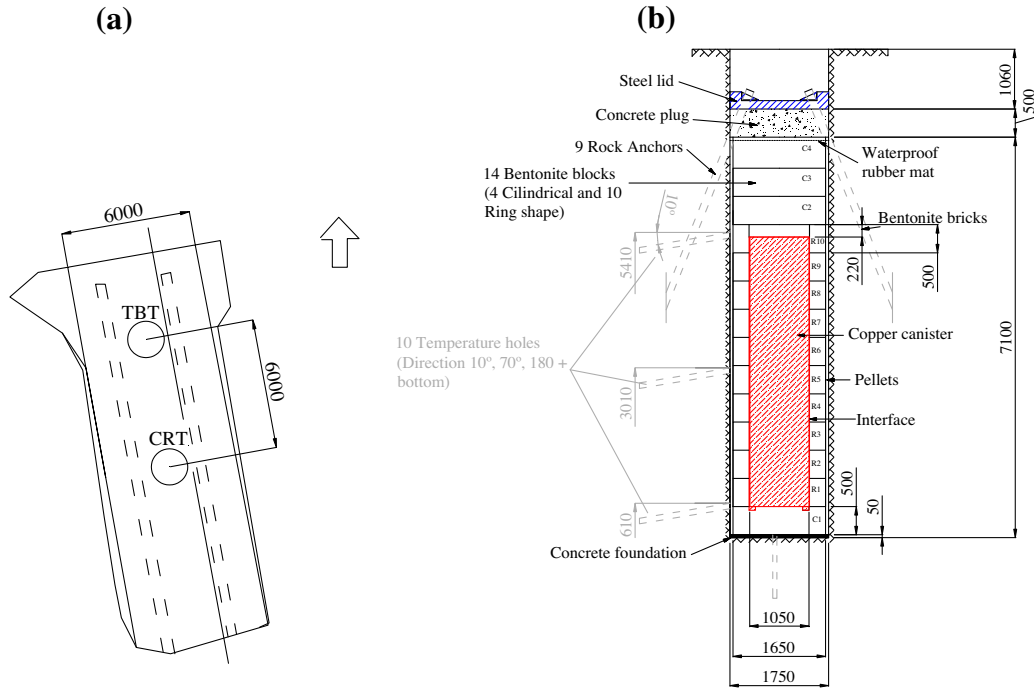 (a)
6000
TBT
6000
CRT
(b)
1060
500
Steel lid
Concrete plug
9 Rock Anchors
C4
Waterproof
rubber mat
14 Bentonite blocks
(4 Cilindrical and 10
Ring shape)
C3
C2
10º
Bentonite bricks
5410
R10
220
500
R9
R8
7100
10 Temperature holes
(Direction 10º, 70º, 180 +
bottom)
R7
Copper canister
R6
3010
R5
Pellets
R4
Interface
R3
R2
R1
500
50
610
C1
Concrete foundation
1050
1650
1750